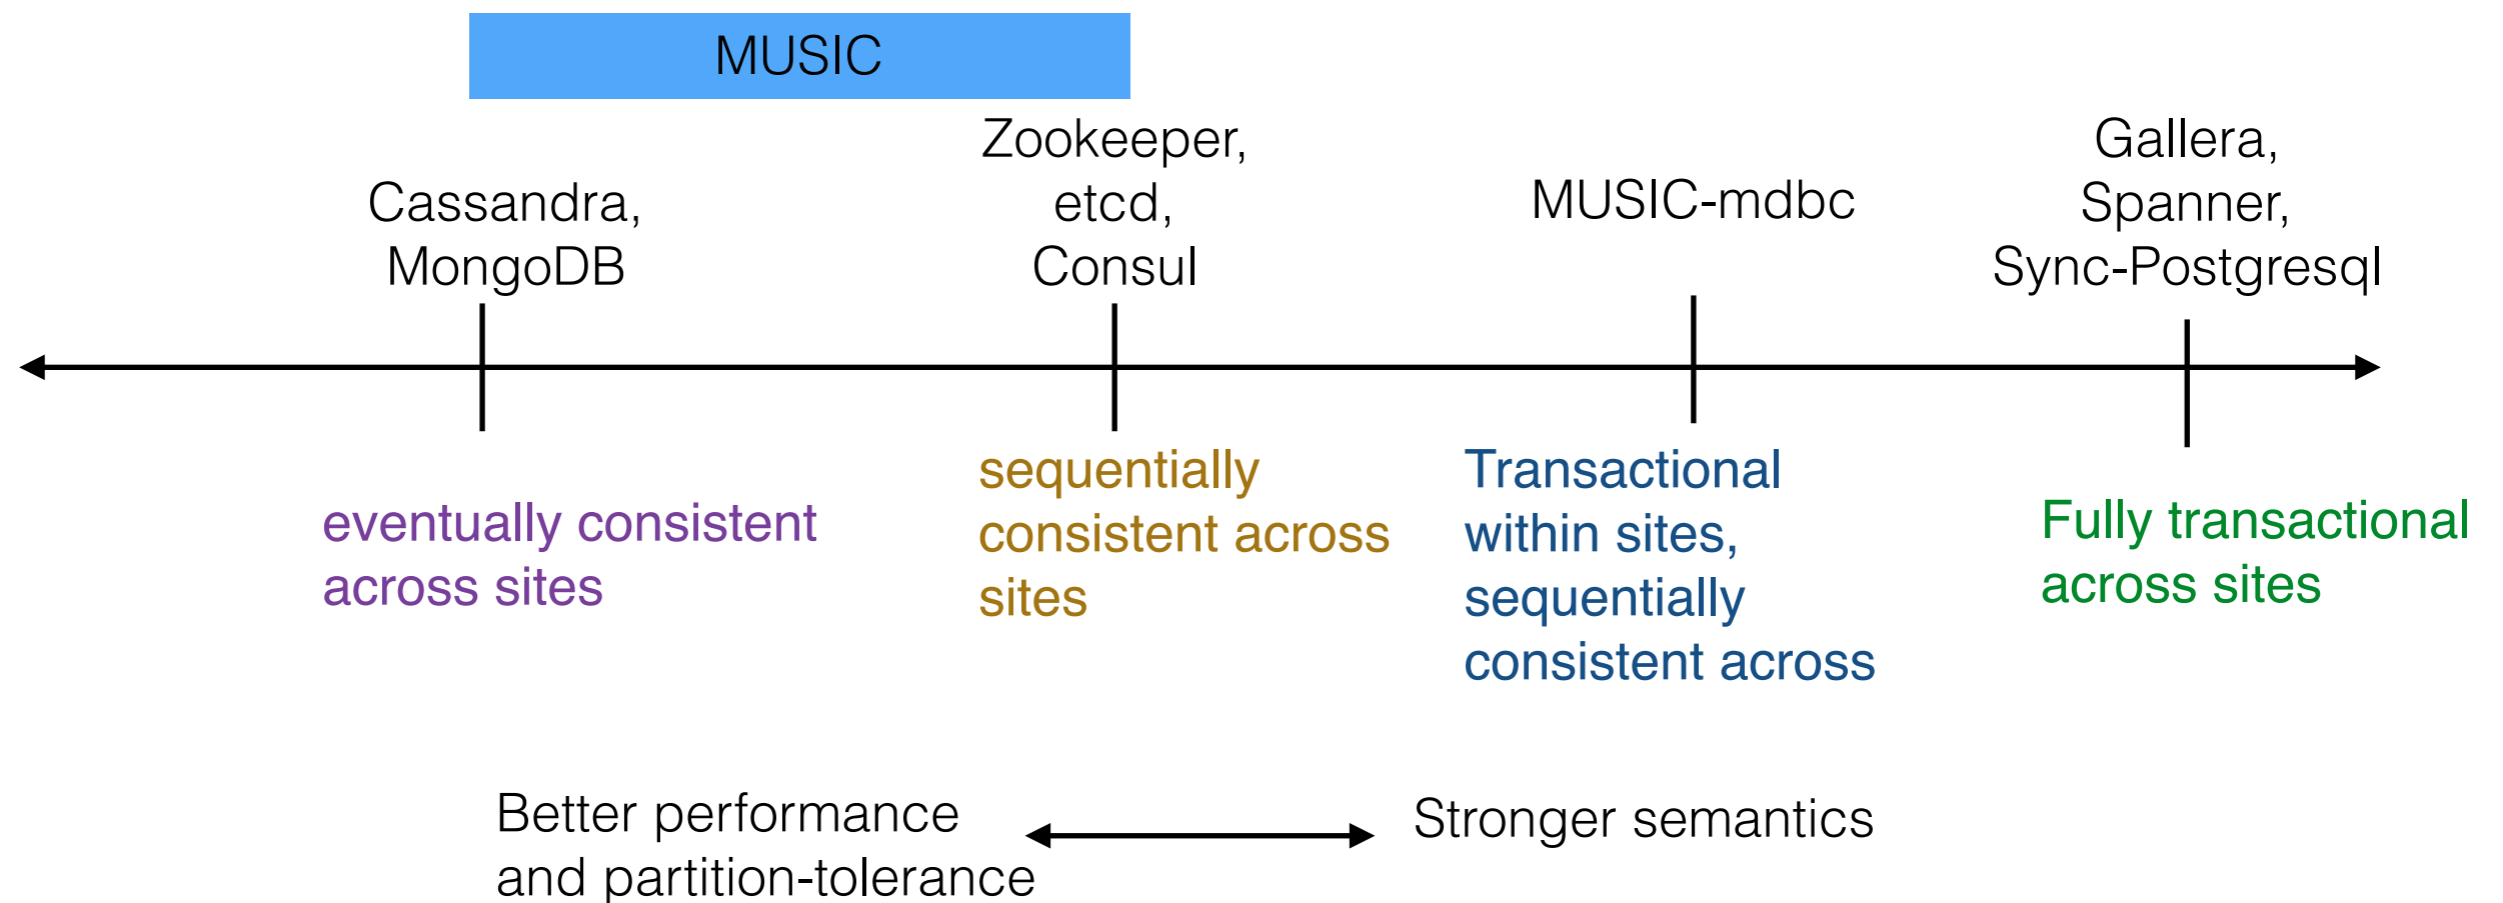 MUSIC
Cassandra,
MongoDB
Zookeeper,
etcd,
Consul
MUSIC-mdbc
Gallera,
Spanner,
Sync-Postgresql
eventually consistent
across sites
sequentially
consistent across
sites
Transactional
within sites,
sequentially
consistent across
Fully transactional
across sites
Better performance
and partition-tolerance
Stronger semantics